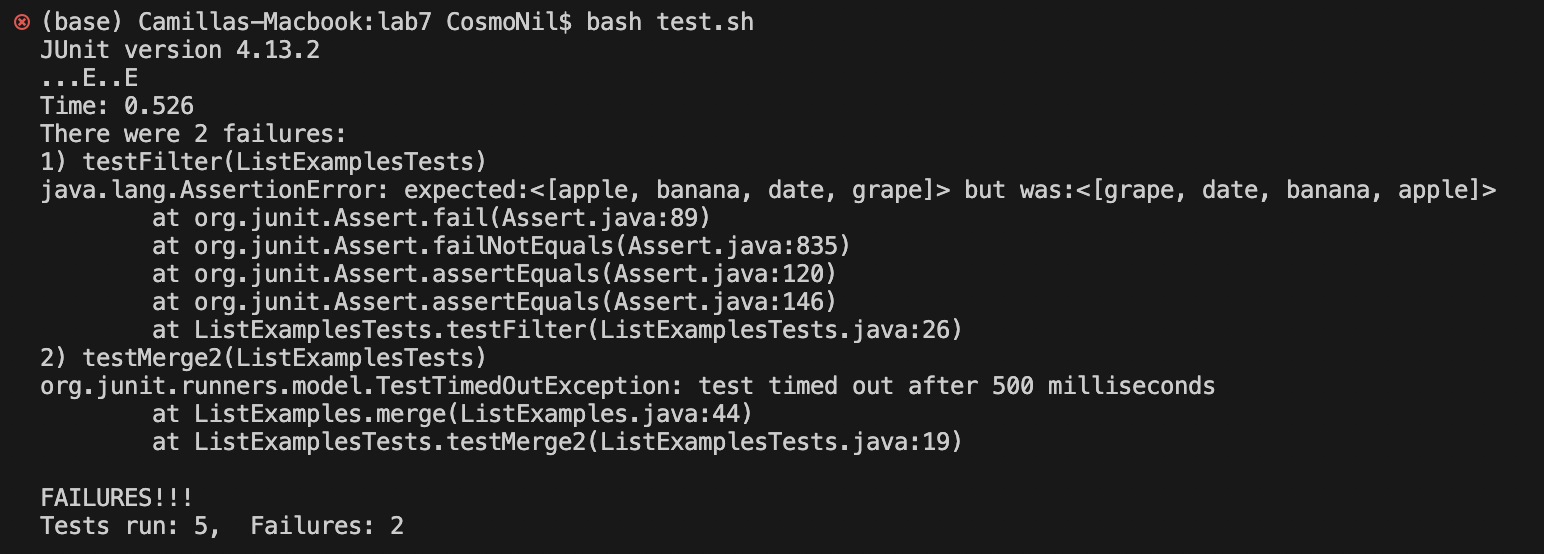 (base) Camillas-Macbook:lab7 CosmoNil$ bash test.sh
JUnit version 4.13.2
...E..E
Time: 0.526
There were 2 failures:
1) testFilter(ListExamplesTests)
java.lang.AssertionError: expected:<[apple, banana, date, grape]> but was:<[grape, date, banana, apple]>
        at org.junit.Assert.fail(Assert.java:89)
        at org.junit.Assert.failNotEquals(Assert.java:835)
        at org.junit.Assert.assertEquals(Assert.java:120)
        at org.junit.Assert.assertEquals(Assert.java:146)
        at ListExamplesTests.testFilter(ListExamplesTests.java:26)
2) testMerge2(ListExamplesTests)
org.junit.runners.model.TestTimedOutException: test timed out after 500 milliseconds
        at ListExamples.merge(ListExamples.java:44)
        at ListExamplesTests.testMerge2(ListExamplesTests.java:19)

FAILURES!!!
Tests run: 5,  Failures: 2